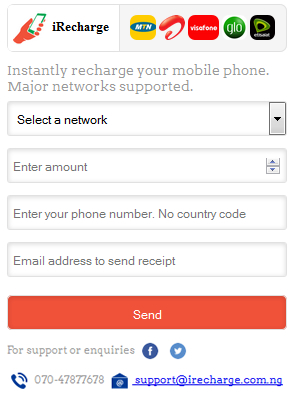 iRecharge MTN airtel visafone glo etisalat
Instantly recharge your mobile phone.
Major networks supported.
Select a network
Enter amount
Enter your phone number. No country code
Email address to send receipt
Send
For support or enquiries
070-47877678 support@irecharge.com.ng